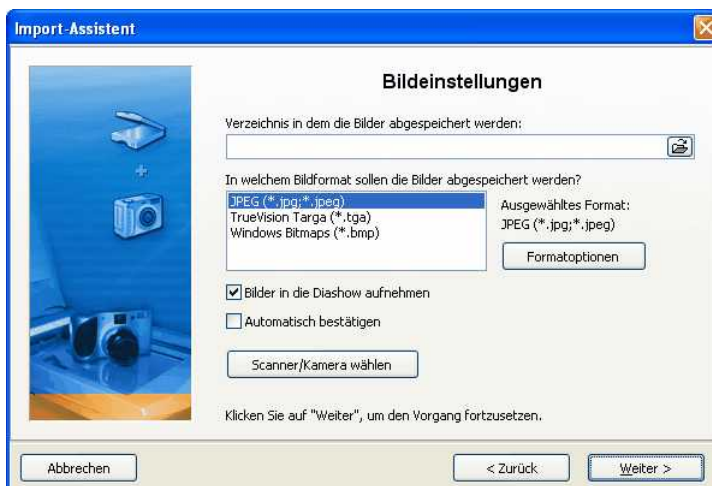 Import-Assistent
Bildeinstellungen
Verzeichnis in dem die Bilder abgespeichert werden:
In welchem Bildformat sollen die Bilder abgespeichert werden?
JPEG (*.jpg;*.jpeg)
TrueVision Targa (*.tga)
Windows Bitmaps (*.bmp)
Ausgewähltes Format:
JPEG (*.jpg;*.jpeg)
Formatoptionen
Bilder in die Diashow aufnehmen
Automatisch bestätigen
Scanner/Kamera wählen
Klicken Sie auf "Weiter", um den Vorgang fortzusetzen.
Abbrechen
< Zurück
Weiter >